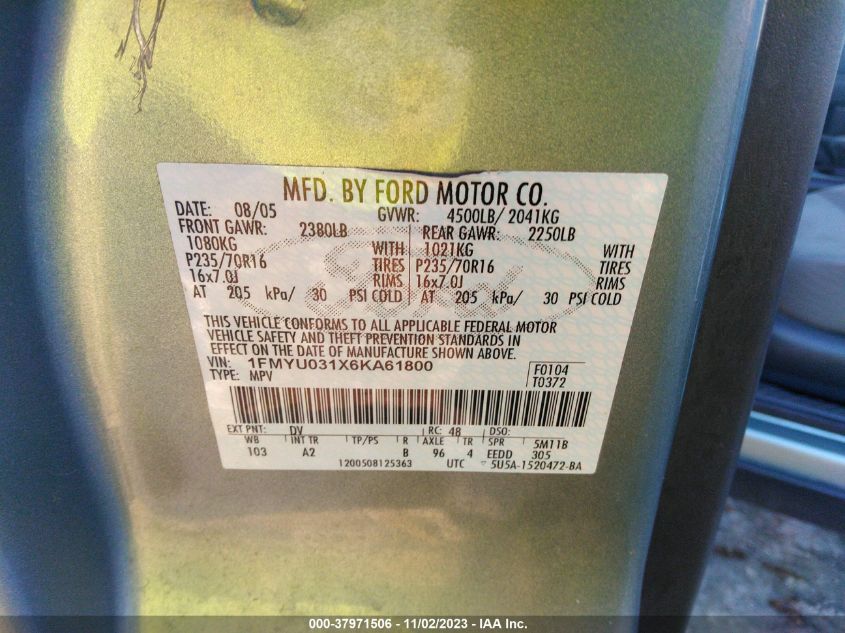 MFD. BY FORD MOTOR CO.
DATE: 08/05 GVWR: 4500LB/ 2041KG
FRONT GAWR: 2380LB REAR GAWR: 2250LB
1080KG WITH 1021KG WITH
P235/70R16 TIRES P235/70R16 TIRES
16x7.0J RIMS 16x7.0J RIMS
AT 205 kPa/ 30 PSI COLD AT 205 kPa/ 30 PSI COLD
Ford
THIS VEHICLE CONFORMS TO ALL APPLICABLE FEDERAL MOTOR
VEHICLE SAFETY AND THEFT PREVENTION STANDARDS IN
EFFECT ON THE DATE OF MANUFACTURE SHOWN ABOVE.
VIN: 1FMYU031X6KA61800 F0104
TYPE: MPV T0372
EXT PNT: DV RC: 48 DSO:
WB INT TR TP/PS R AXLE TR SPR 5M11B
103 A2 B 96 4 EEDD 305
1200508125363 UTC 5U5A-1520472-BA
000-37971506 - 11/02/2023 - IAA Inc.